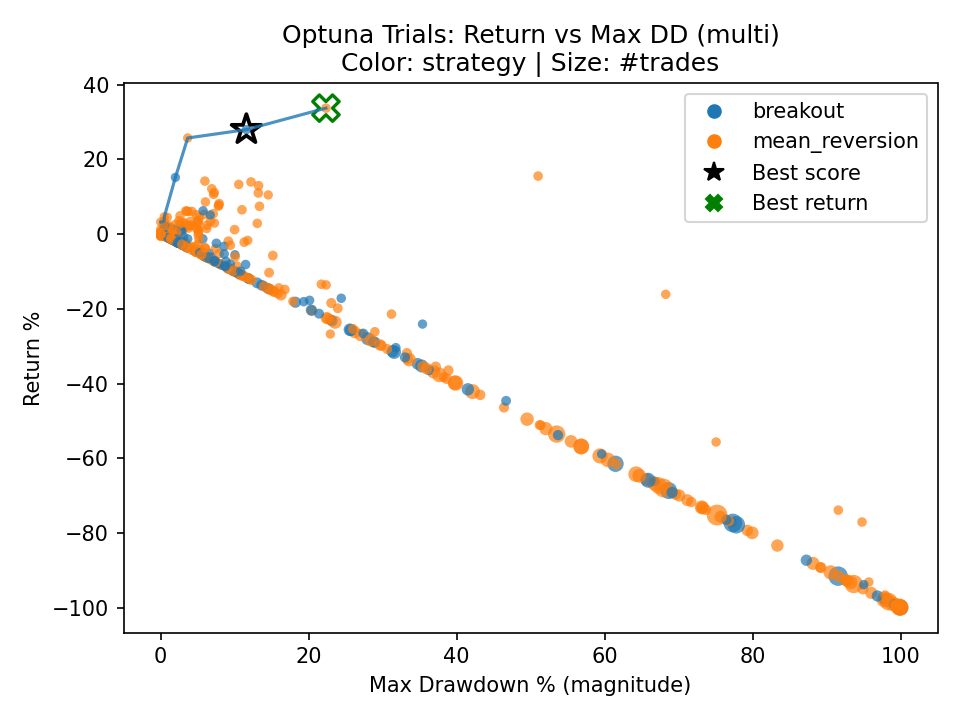 Optuna Trials: Return vs Max DD (multi)
Color: strategy | Size: #trades
40
20
0
−20
−40
−60
−80
−100
Return %
breakout
mean_reversion
Best score
Best return
0
20
40
60
80
100
Max Drawdown % (magnitude)